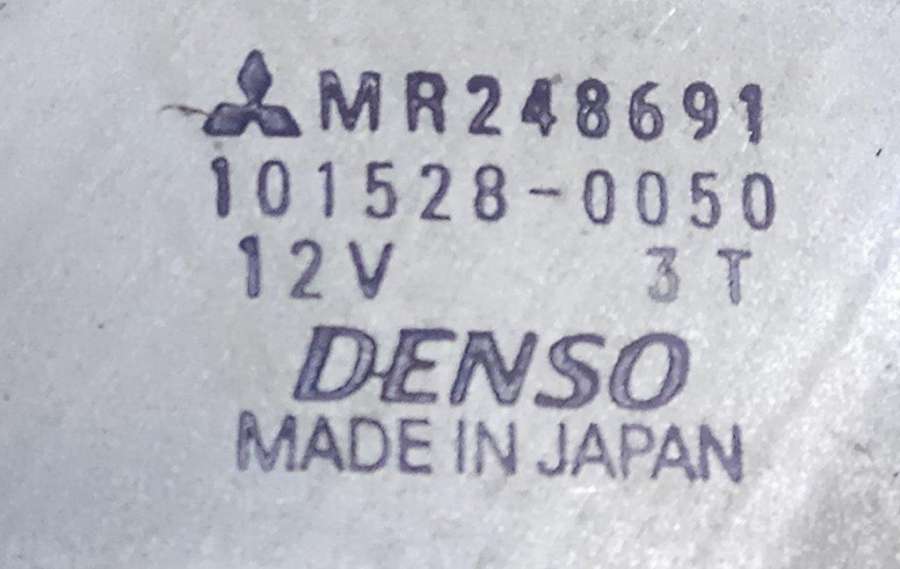 MR248691
101528-0050
12V 3T
DENSO
MADE IN JAPAN